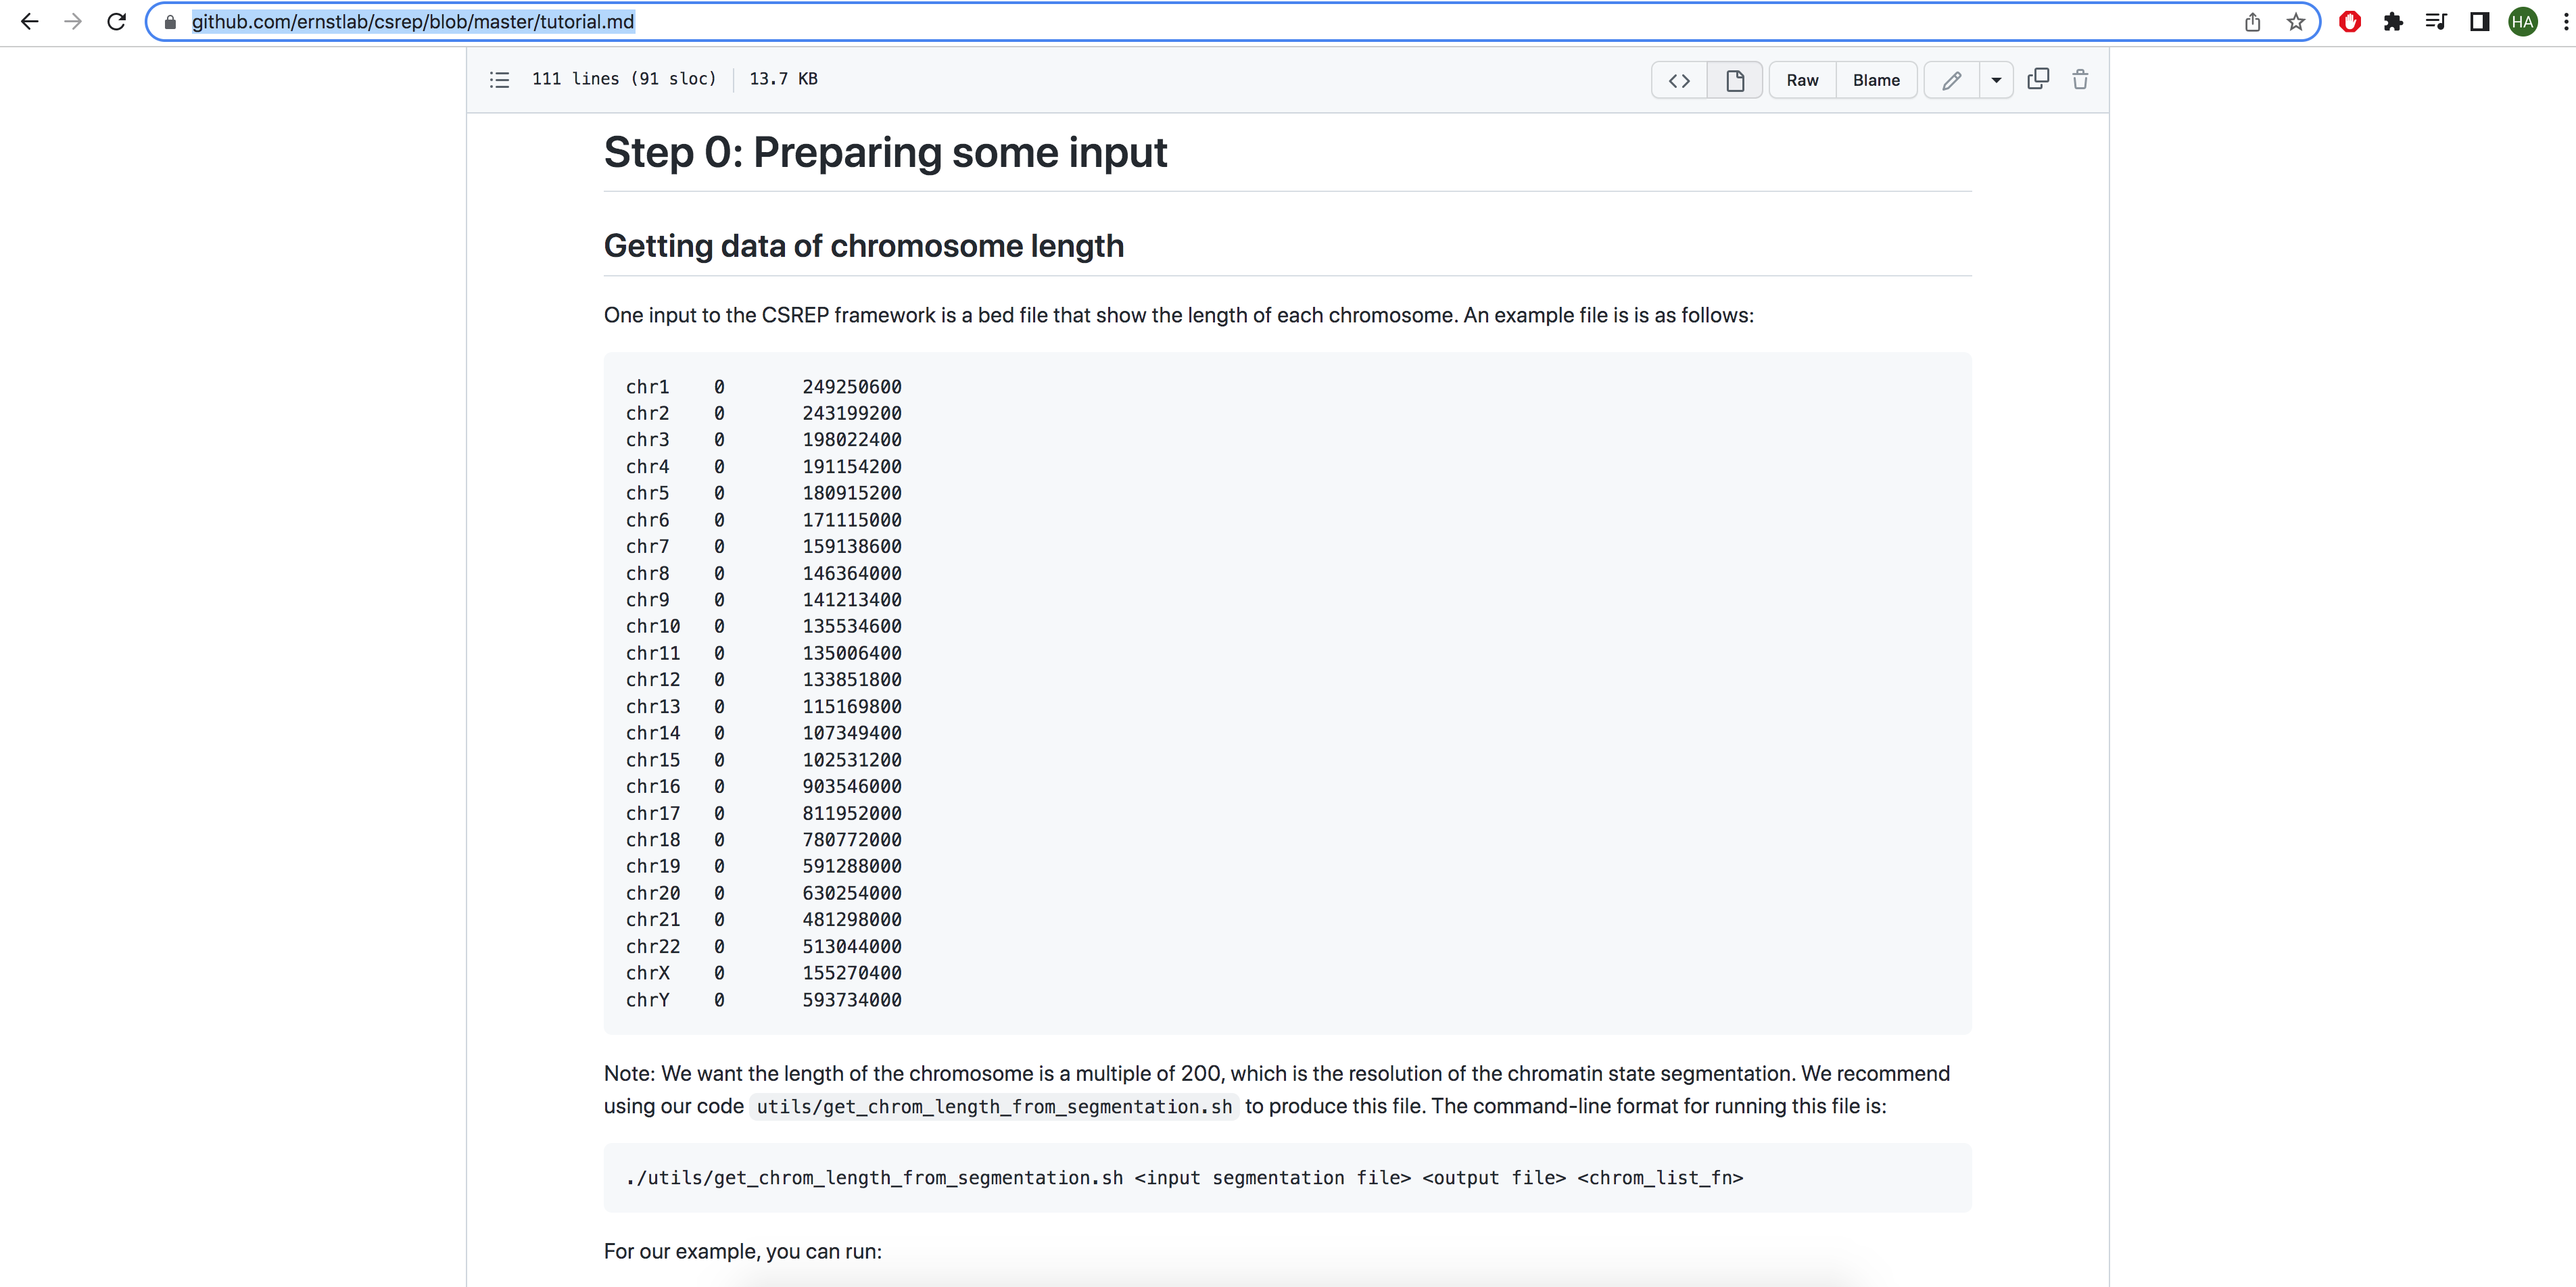 github.com/ernstlab/csrep/blob/master/tutorial.md
HA
111 lines (91 sloc) 13.7 KB
Raw Blame
Step 0: Preparing some input
Getting data of chromosome length
One input to the CSREP framework is a bed file that show the length of each chromosome. An example file is is as follows:
chr1 0 249250600
chr2 0 243199200
chr3 0 198022400
chr4 0 191154200
chr5 0 180915200
chr6 0 171115000
chr7 0 159138600
chr8 0 146364000
chr9 0 141213400
chr10 0 135534600
chr11 0 135006400
chr12 0 133851800
chr13 0 115169800
chr14 0 107349400
chr15 0 102531200
chr16 0 903546000
chr17 0 811952000
chr18 0 780772000
chr19 0 591288000
chr20 0 630254000
chr21 0 481298000
chr22 0 513044000
chrX 0 155270400
chrY 0 593734000
Note: We want the length of the chromosome is a multiple of 200, which is the resolution of the chromatin state segmentation. We recommend
using our code utils/get_chrom_length_from_segmentation.sh to produce this file. The command-line format for running this file is:
./utils/get_chrom_length_from_segmentation.sh <input segmentation file> <output file> <chrom_list_fn>
For our example, you can run: